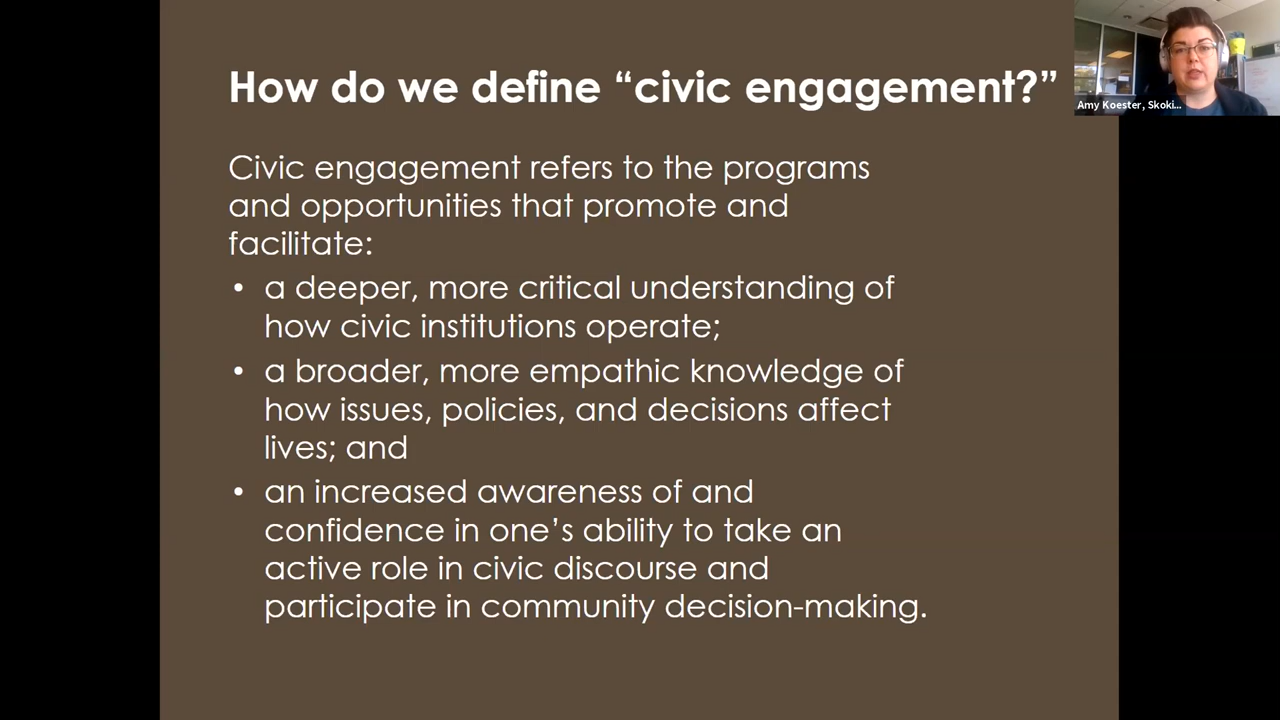 How do we define “civic engagement?”
Amy Koester, Skoki...
Civic engagement refers to the programs
and opportunities that promote and
facilitate:
• a deeper, more critical understanding of
how civic institutions operate;
• a broader, more empathic knowledge of
how issues, policies, and decisions affect
lives; and
• an increased awareness of and
confidence in one’s ability to take an
active role in civic discourse and
participate in community decision-making.